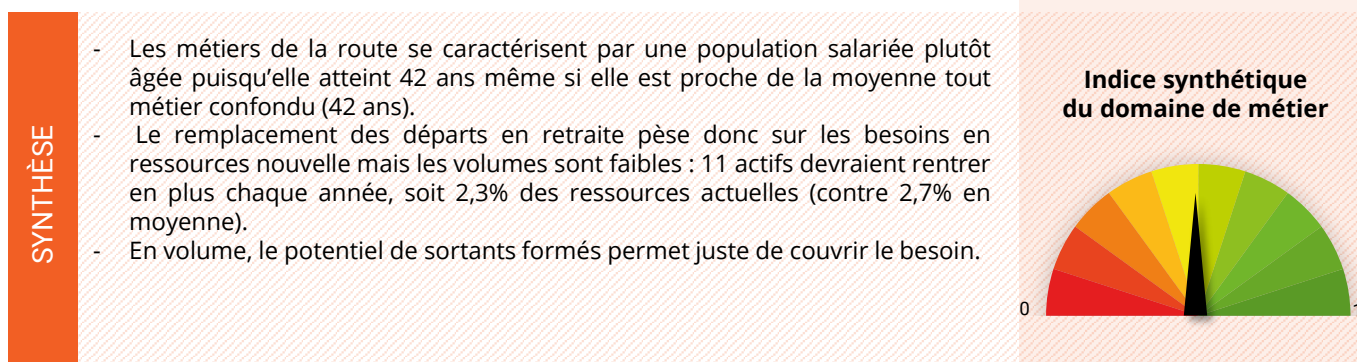 SYNTHÈSE
- Les métiers de la route se caractérisent par une population salariée plutôt
âgée puisqu’elle atteint 42 ans même si elle est proche de la moyenne tout
métier confondu (42 ans).
- Le remplacement des départs en retraite pèse donc sur les besoins en
ressources nouvelle mais les volumes sont faibles : 11 actifs devraient rentrer
en plus chaque année, soit 2,3% des ressources actuelles (contre 2,7% en
moyenne).
- En volume, le potentiel de sortants formés permet juste de couvrir le besoin.
Indice synthétique
du domaine de métier
0